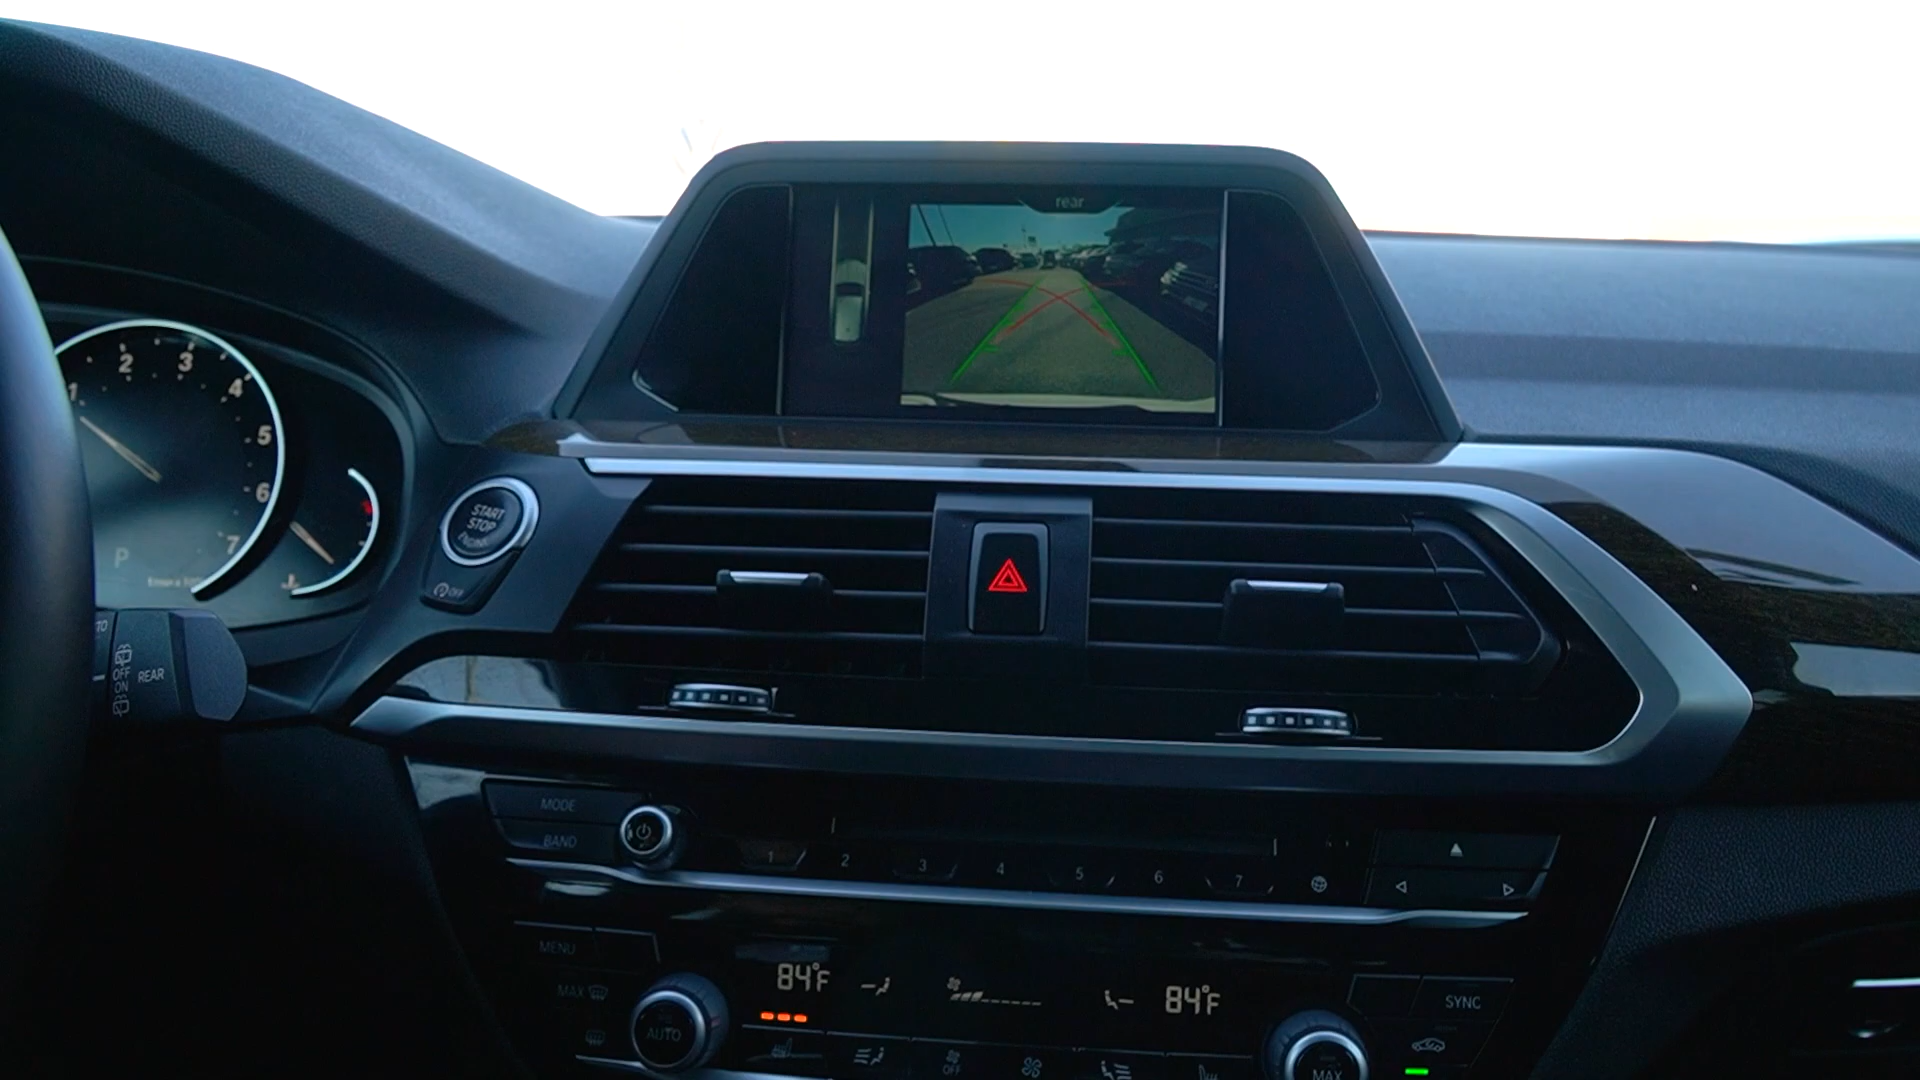 rear
1 2 3 4 5 6 7
P
START
STOP
OFF
OFF
ON
REAR
MODE
BAND
1 2 3 4 5 6 7
MENU
84°F
84°F
MAX
AUTO
SYNC
OFF
MAX